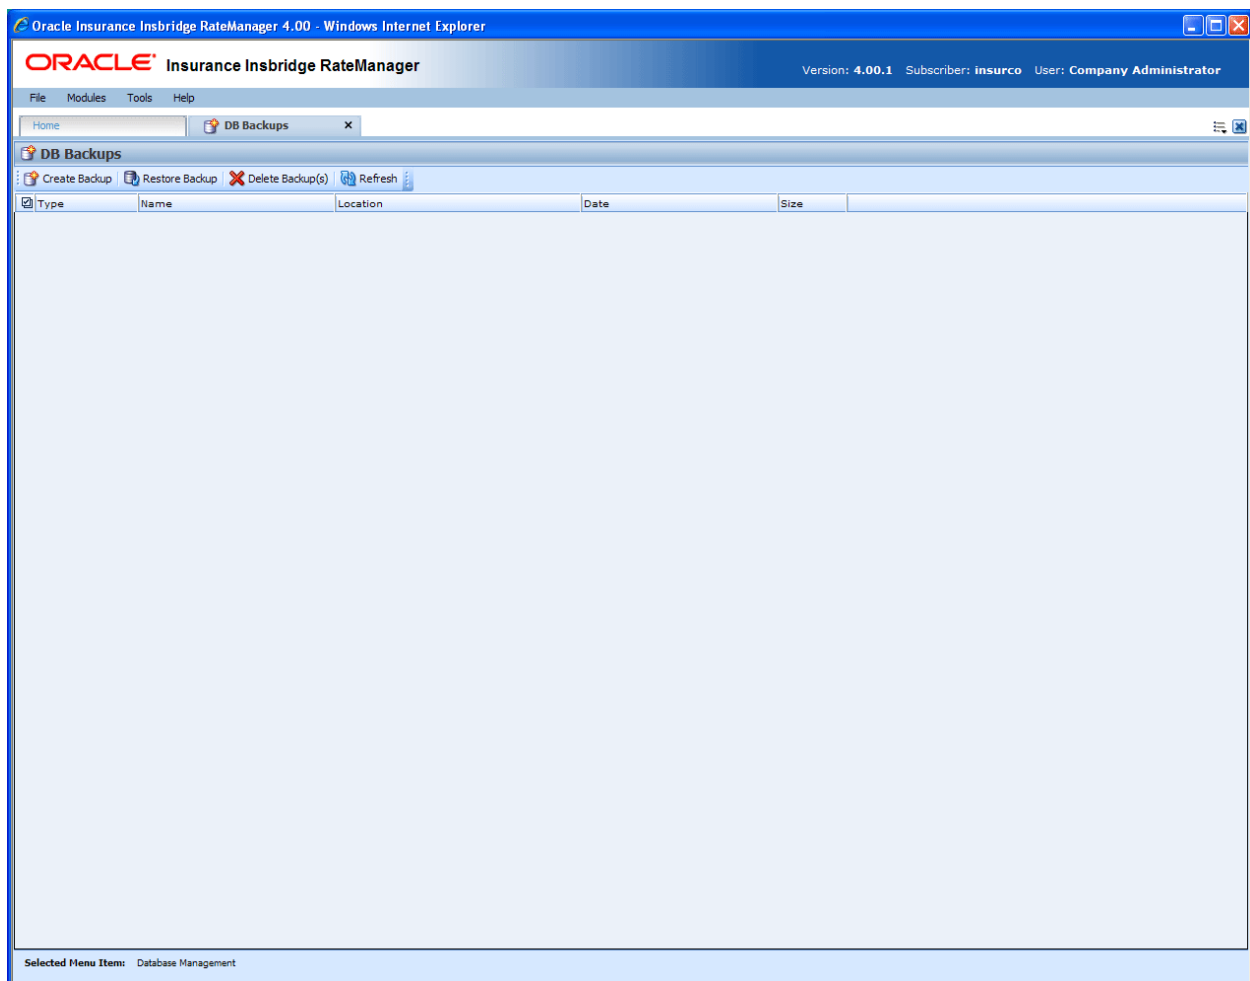 Oracle Insurance Insbridge RateManager 4.00 - Windows Internet Explorer
ORACLE Insurance Insbridge RateManager
Version: 4.00.1 Subscriber: insurco User: Company Administrator
File Modules Tools Help
Home DB Backups
DB Backups
Create Backup Restore Backup Delete Backup(s) Refresh
Type Name Location Date Size
Selected Menu Item: Database Management